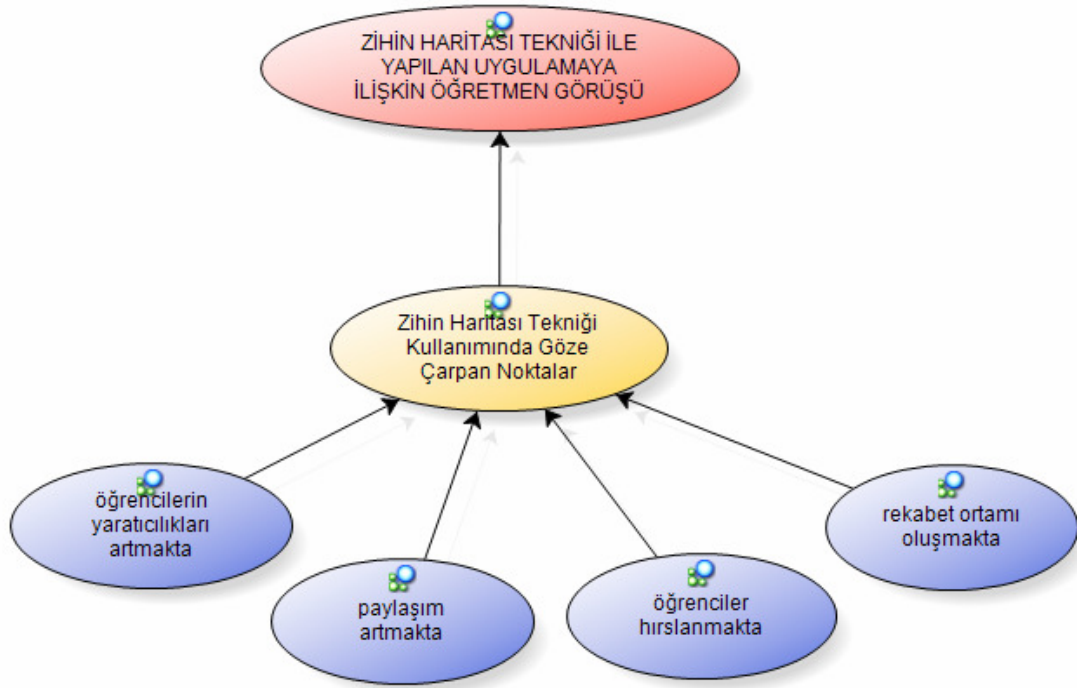 ZİHİN HARİTASI TEKNİĞİ İLE
YAPILAN UYGULAMAYA
İLİŞKİN ÖĞRETMEN GÖRÜŞÜ
Zihin Haritası Tekniği
Kullanımında Göze
Çarpan Noktalar
öğrencilerin
yaratıcılıkları
artmakta
paylaşım
artmakta
öğrenciler
hırslanmakta
rekabet ortamı
oluşmakta